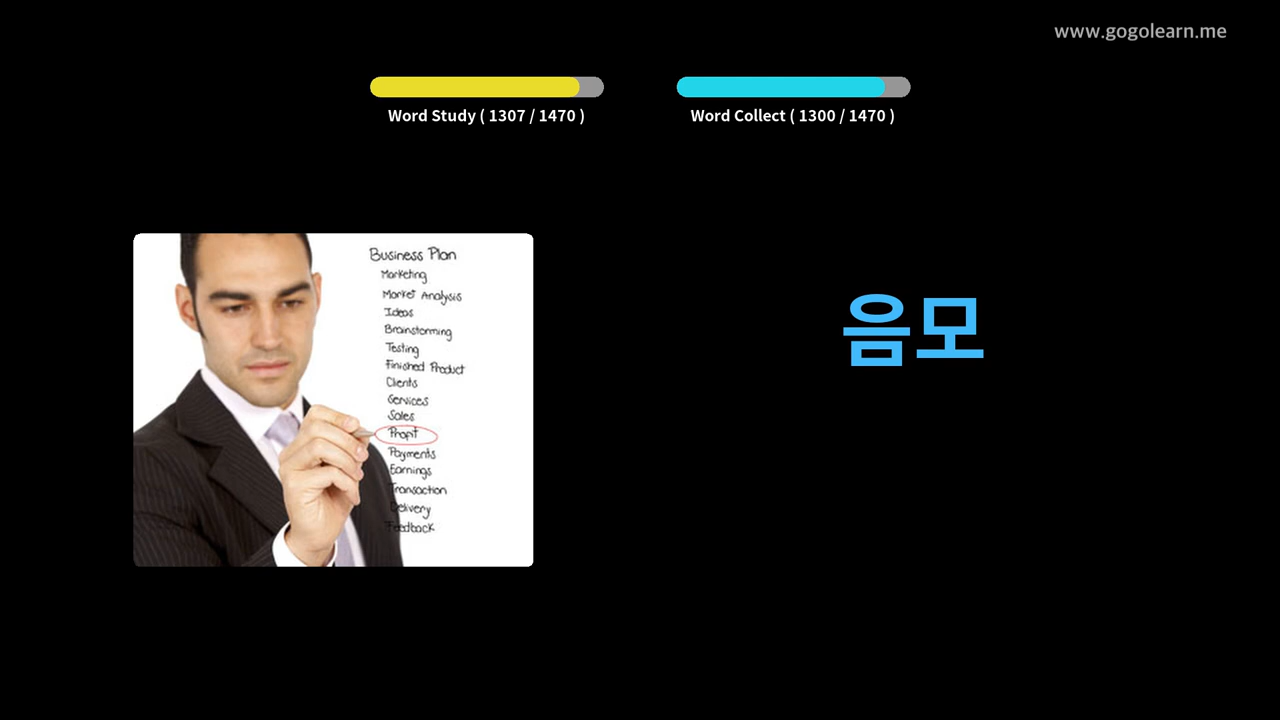 www.gogolearn.me
Word Study ( 1307 / 1470 )
Word Collect ( 1300 / 1470 )
Business Plan
Marketing
Market Analysis
Ideas
Brainstorming
Testing
Finished Product
Clients
Services
Sales
Profit
Payments
Earnings
Transaction
Delivery
Feedback
음모